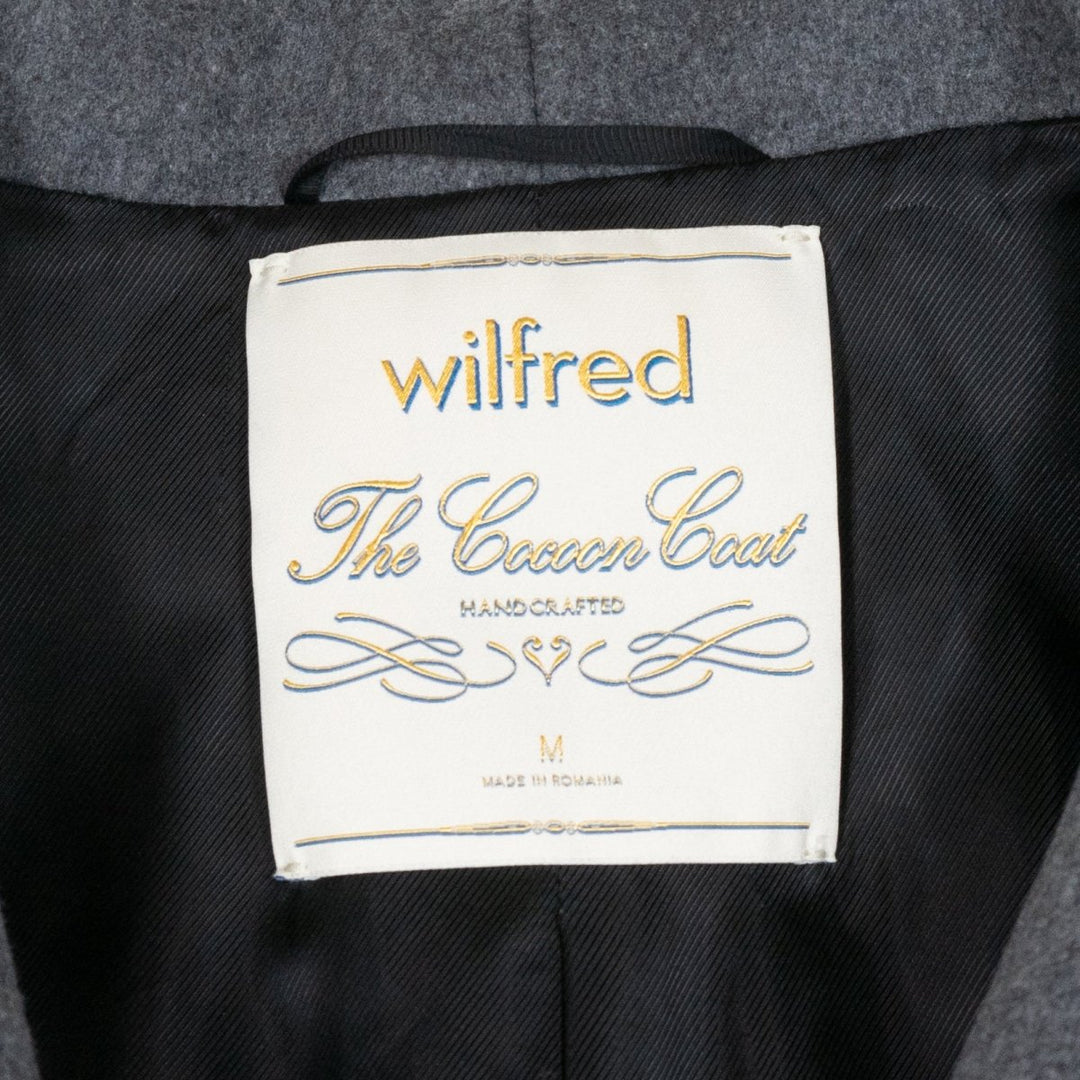 wilfred
The Cocoon Coat
HANDCRAFTED
M
MADE IN ROMANIA